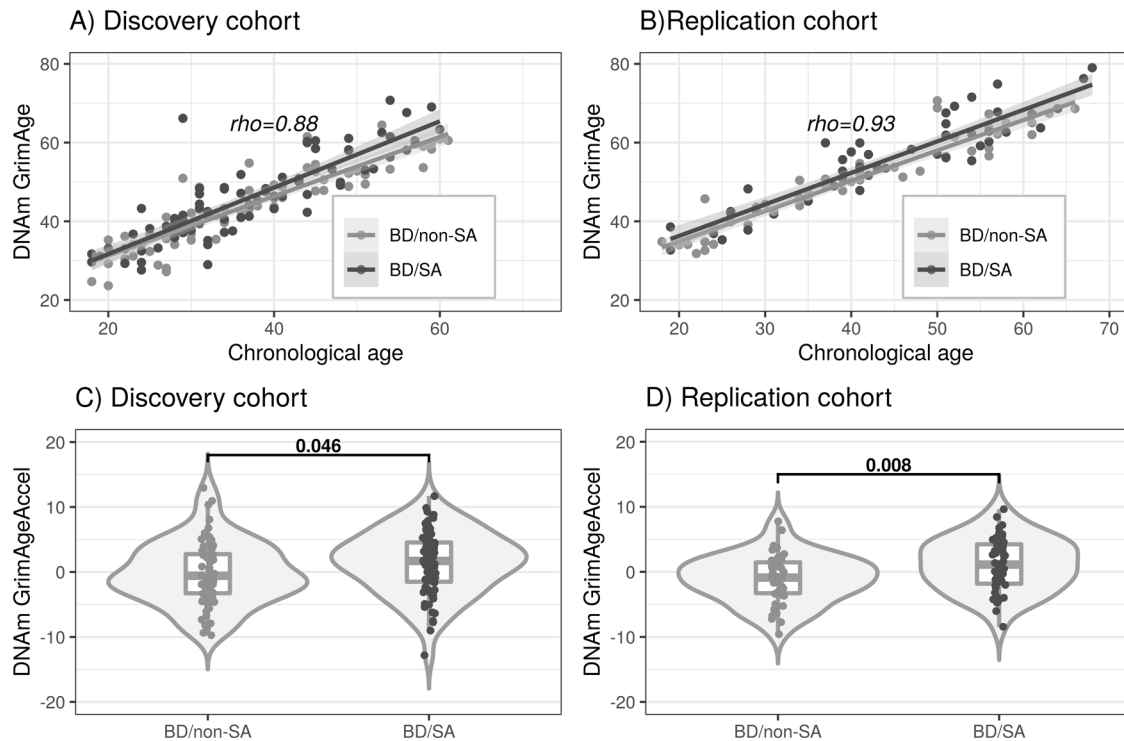 A) Discovery cohort
DNAm GrimAge
80
60
40
20
rho=0.88
BD/non-SA
BD/SA
20
40
60
Chronological age
B)Replication cohort
DNAm GrimAge
80
60
40
20
rho=0.93
BD/non-SA
BD/SA
20
30
40
50
60
70
Chronological age
C) Discovery cohort
DNAm GrimAgeAccel
20
10
0
-10
-20
0.046
BD/non-SA
BD/SA
D) Replication cohort
DNAm GrimAgeAccel
20
10
0
-10
-20
0.008
BD/non-SA
BD/SA